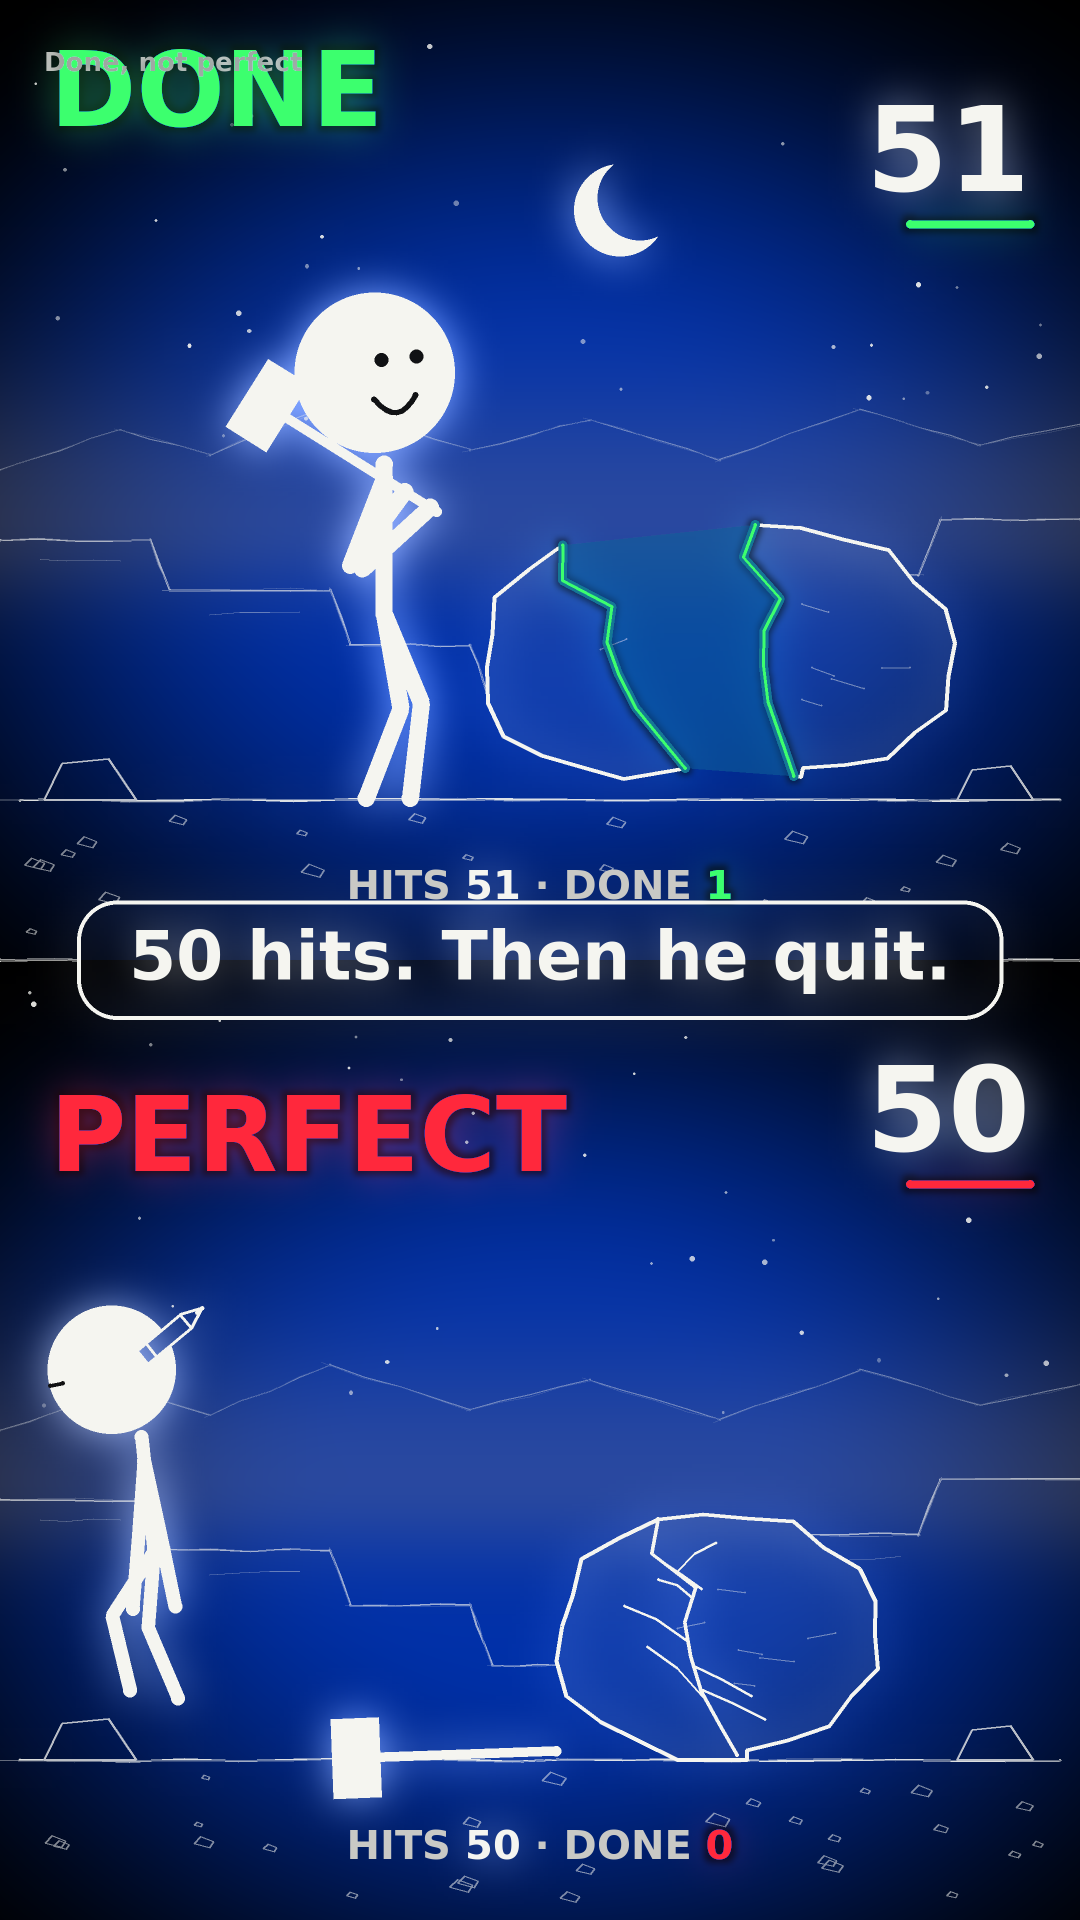 Done, not perfect
DONE
51
HITS 51 · DONE 1
50 hits. Then he quit.
PERFECT
50
HITS 50 · DONE 0